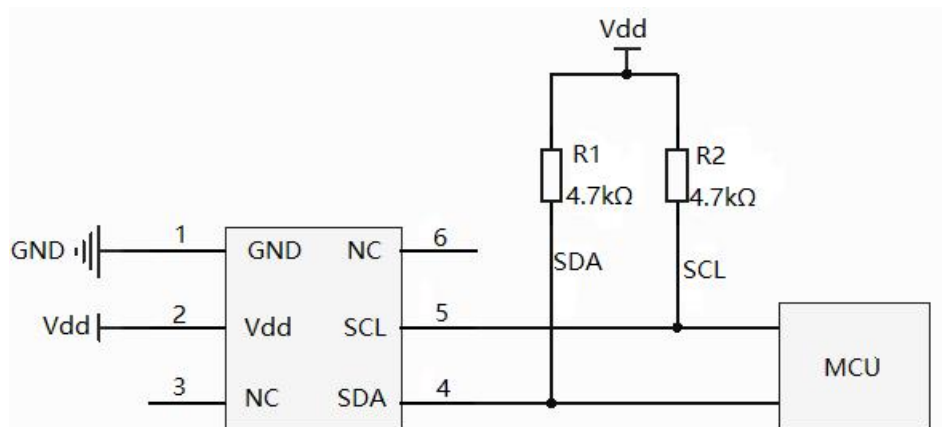 Vdd
R1
4.7kΩ
R2
4.7kΩ
SDA
SCL
GND
1
GND
NC
6
Vdd
2
Vdd
SCL
5
MCU
3
NC
SDA
4